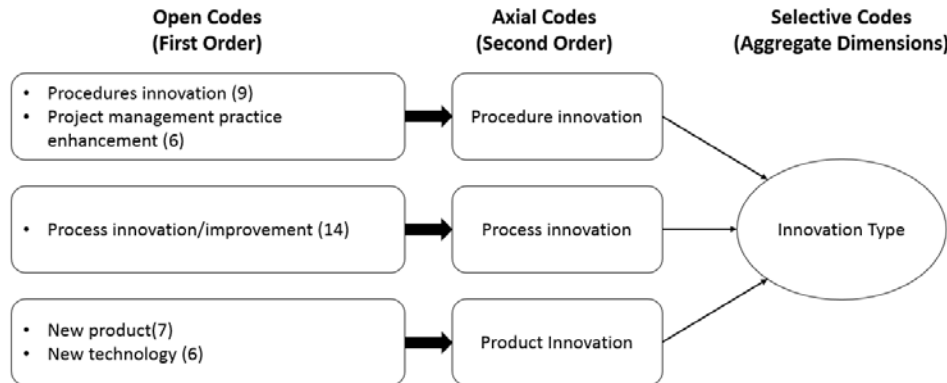 Open Codes
(First Order)
Axial Codes
(Second Order)
Selective Codes
(Aggregate Dimensions)
• Procedures innovation (9)
• Project management practice
enhancement (6)
Procedure innovation
• Process innovation/improvement (14)
Process innovation
Innovation Type
• New product(7)
• New technology (6)
Product Innovation